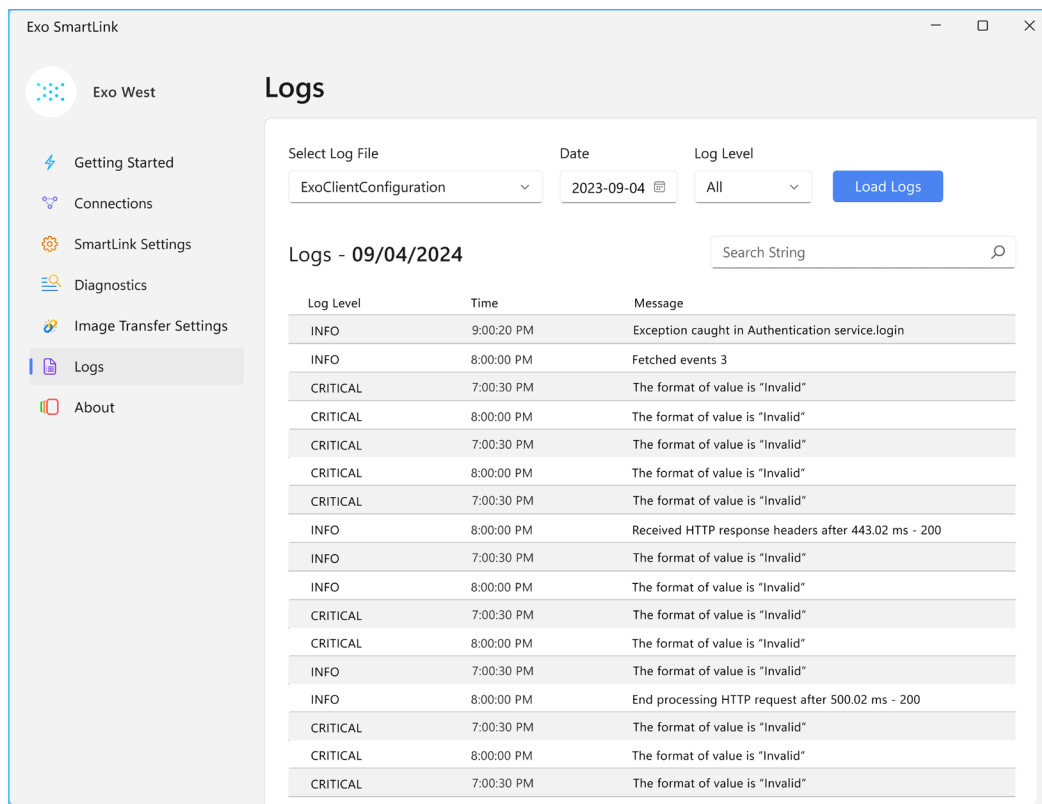 Exo SmartLink
Exo West
Getting Started
Connections
SmartLink Settings
Diagnostics
Image Transfer Settings
Logs
About
Logs
Select Log File Date Log Level
ExoClientConfiguration 2023-09-04 All Load Logs
Logs - 09/04/2024 Search String
Log Level Time Message
INFO 9:00:20 PM Exception caught in Authentication service.login
INFO 8:00:00 PM Fetched events 3
CRITICAL 7:00:30 PM The format of value is “Invalid”
CRITICAL 8:00:00 PM The format of value is “Invalid”
CRITICAL 7:00:30 PM The format of value is “Invalid”
CRITICAL 8:00:00 PM The format of value is “Invalid”
CRITICAL 7:00:30 PM The format of value is “Invalid”
INFO 8:00:00 PM Received HTTP response headers after 443.02 ms - 200
INFO 7:00:30 PM The format of value is “Invalid”
INFO 8:00:00 PM The format of value is “Invalid”
CRITICAL 7:00:30 PM The format of value is “Invalid”
CRITICAL 8:00:00 PM The format of value is “Invalid”
INFO 7:00:30 PM The format of value is “Invalid”
INFO 8:00:00 PM End processing HTTP request after 500.02 ms - 200
CRITICAL 7:00:30 PM The format of value is “Invalid”
CRITICAL 8:00:00 PM The format of value is “Invalid”
CRITICAL 7:00:30 PM The format of value is “Invalid”